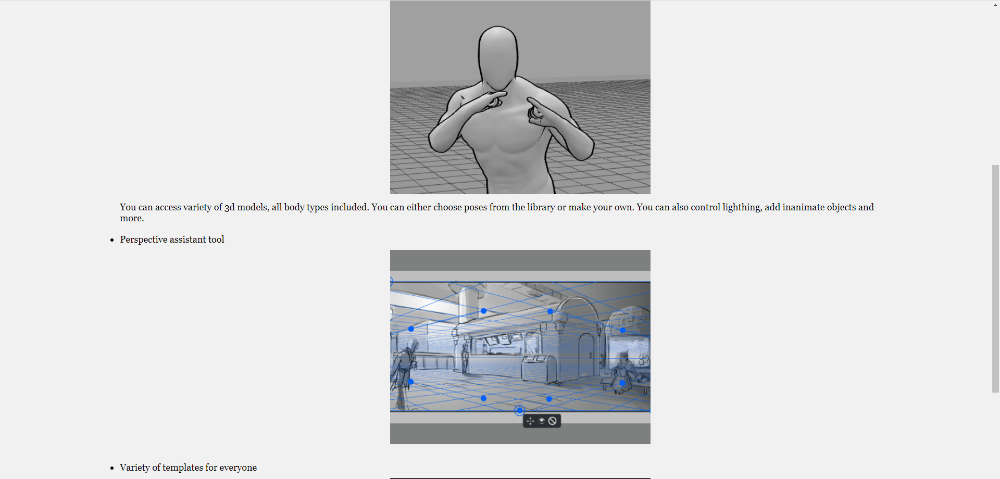 You can access variety of 3d models, all body types included. You can either choose poses from the library or make your own. You can also control lighthing, add inanimate objects and
more.
Perspective assistant tool
Variety of templates for everyone